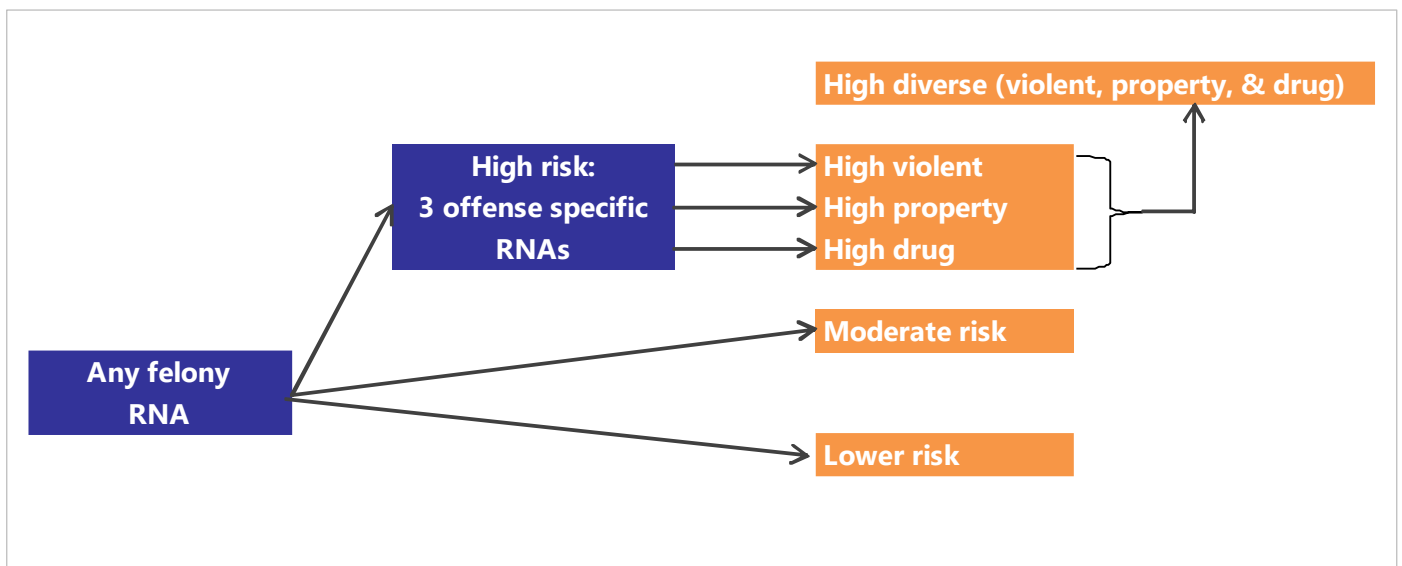 High diverse (violent, property, & drug)
High risk:
3 offense specific
RNAs
High violent
High property
High drug
Moderate risk
Any felony
RNA
Lower risk